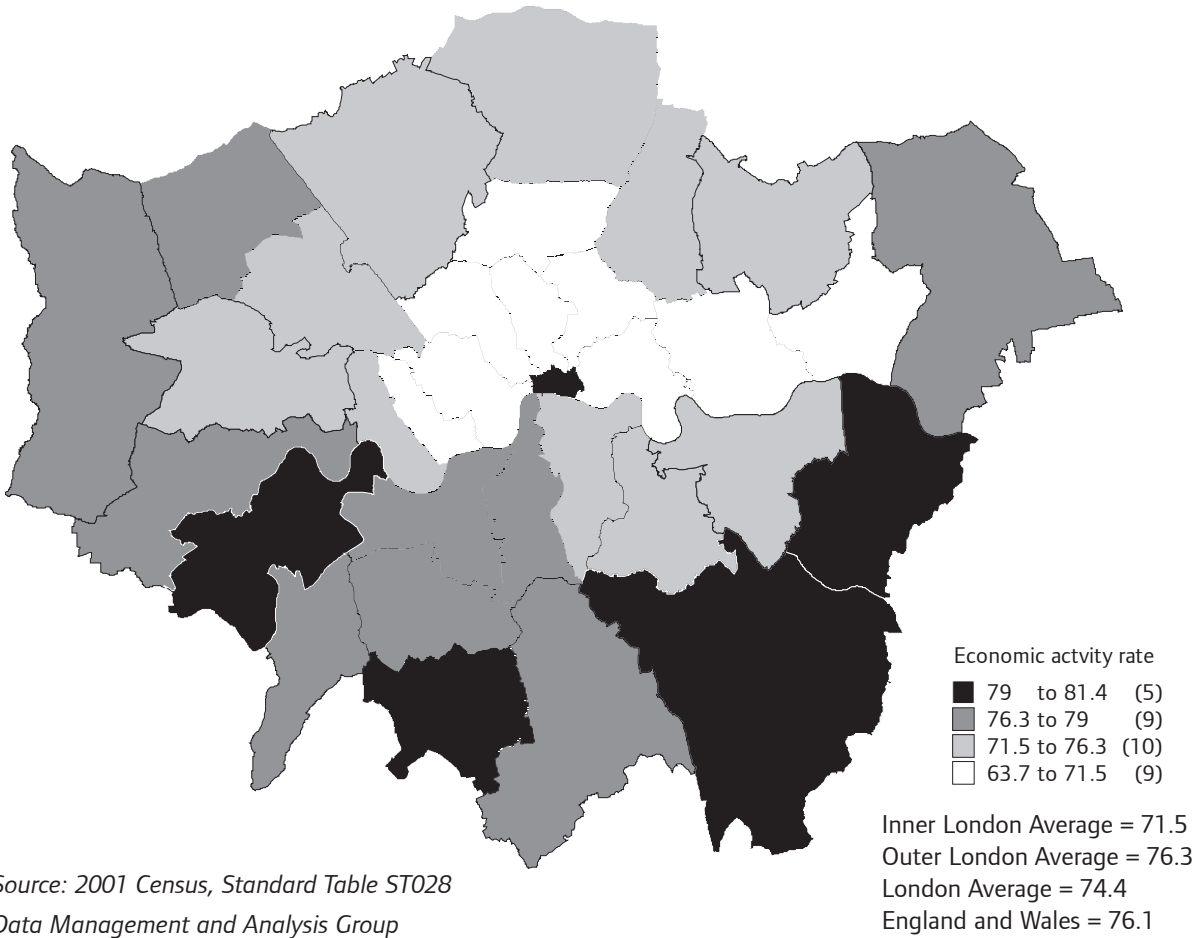 Economic actvity rate
79 to 81.4 (5)
76.3 to 79 (9)
71.5 to 76.3 (10)
63.7 to 71.5 (9)
Inner London Average = 71.5
Outer London Average = 76.3
London Average = 74.4
England and Wales = 76.1
Source: 2001 Census, Standard Table ST028
Data Management and Analysis Group